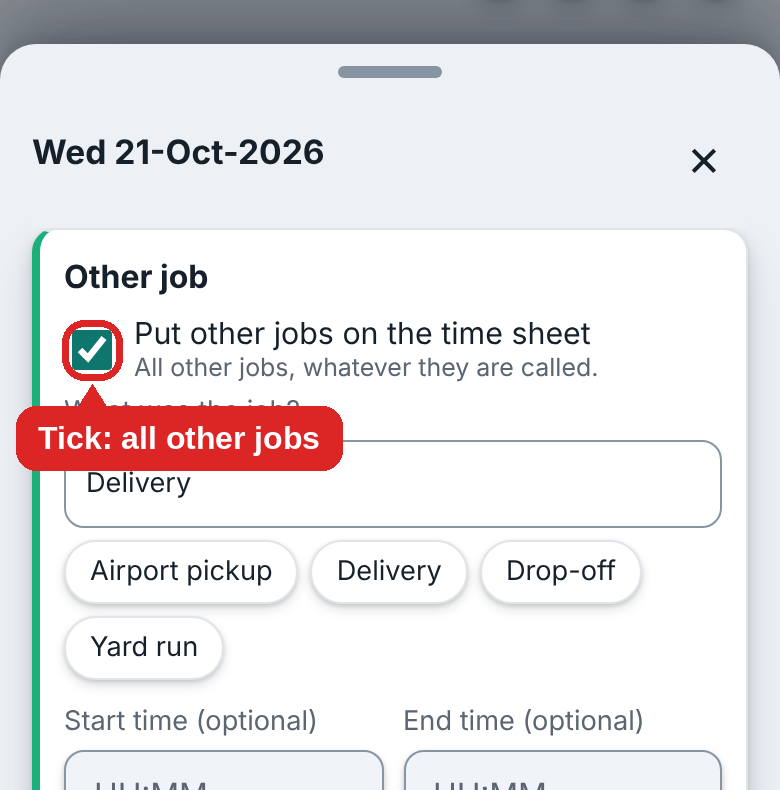 Wed 21-Oct-2026
Other job
Put other jobs on the time sheet
All other jobs, whatever they are called.
Tick: all other jobs
Delivery
Airport pickup
Delivery
Drop-off
Yard run
Start time (optional)
End time (optional)